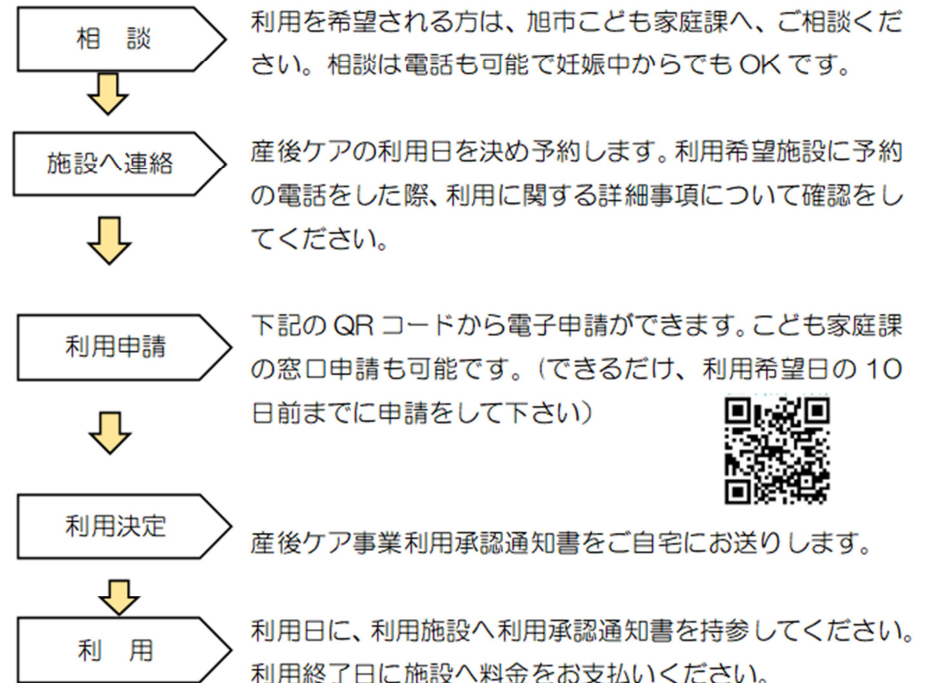 相　談
利用を希望される方は、旭市こども家庭課へ、ご相談くだ
さい。相談は電話も可能で妊娠中からでも OK です。
施設へ連絡
産後ケアの利用日を決め予約します。利用希望施設に予約
の電話をした際、利用に関する詳細事項について確認をし
てください。
利用申請
下記の QR コードから電子申請ができます。こども家庭課
の窓口申請も可能です。（できるだけ、利用希望日の 10
日前までに申請をして下さい）
利用決定
産後ケア事業利用承認通知書をご自宅にお送りします。
利　用
利用日に、利用施設へ利用承認通知書を持参してください。
利用終了日に施設へ料金をお支払いください。